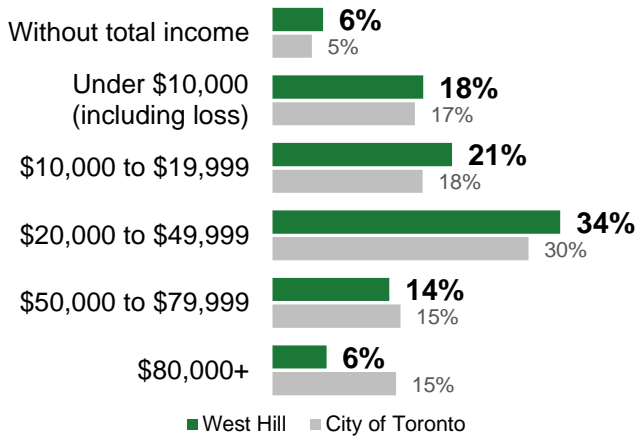 Without total income
6%
5%
Under $10,000
(including loss)
18%
17%
$10,000 to $19,999
21%
18%
$20,000 to $49,999
34%
30%
$50,000 to $79,999
14%
15%
$80,000+
6%
15%
West Hill
City of Toronto